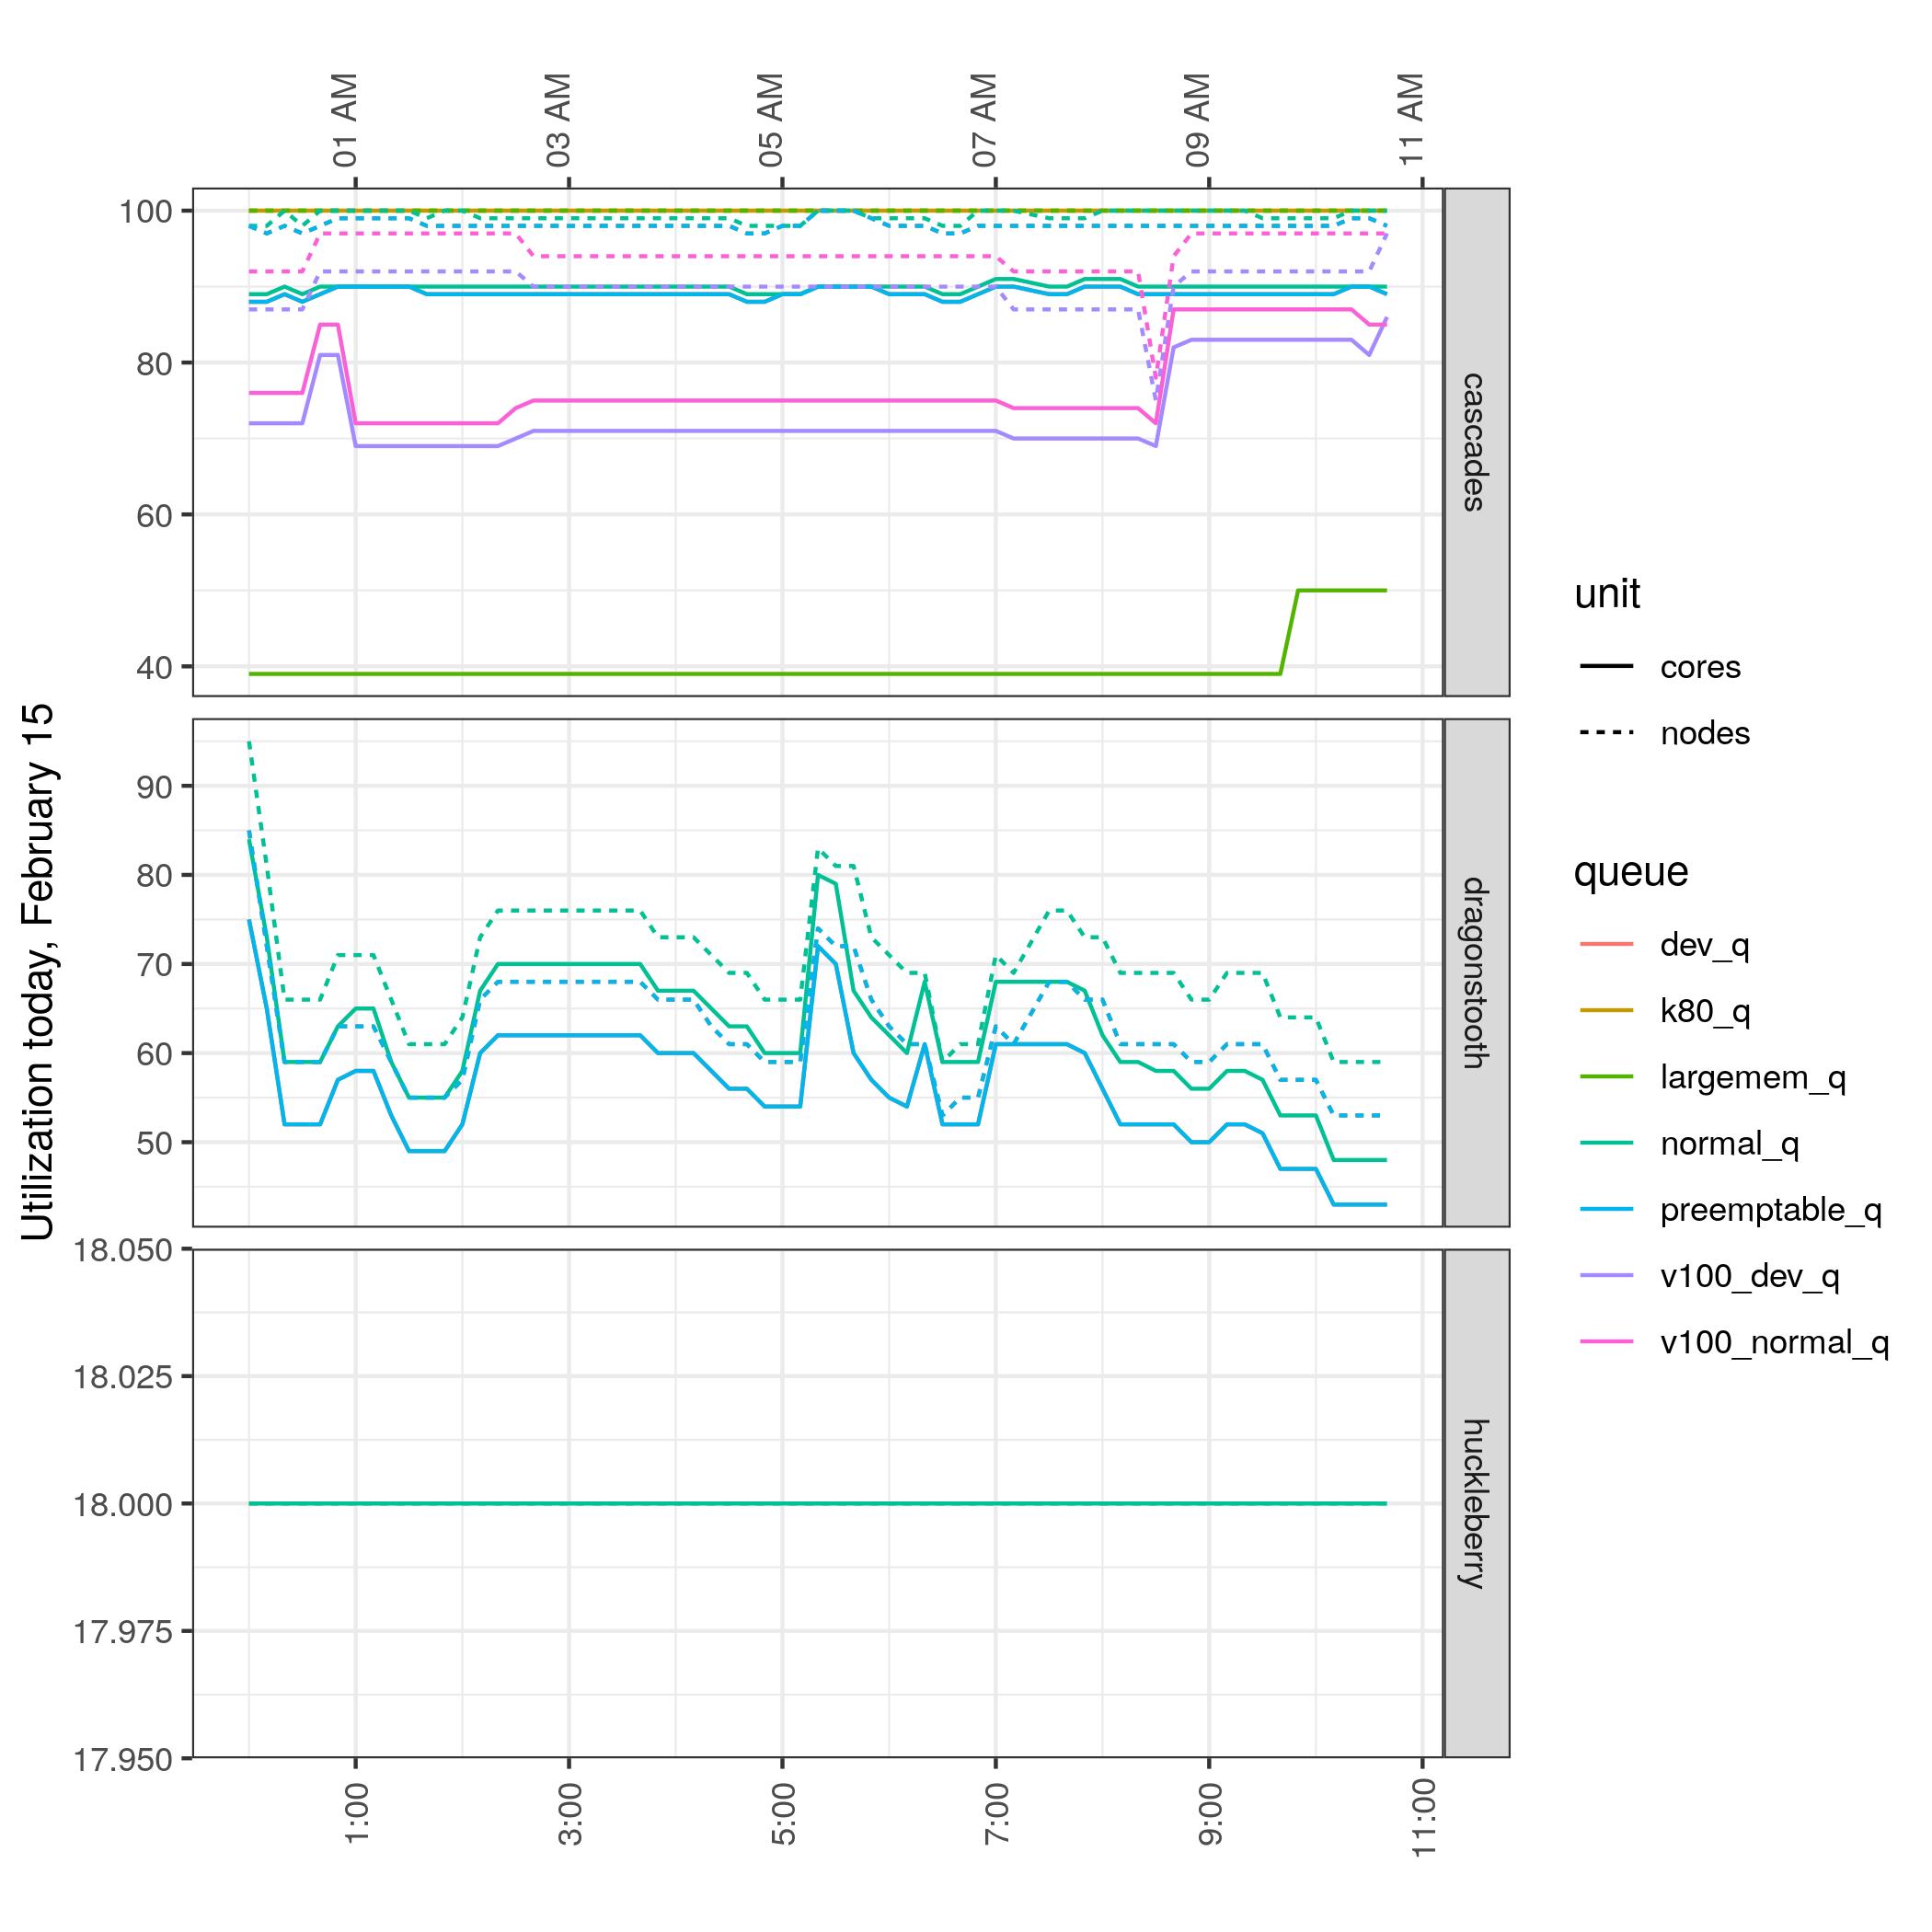 01 AM
03 AM
05 AM
07 AM
09 AM
11 AM
Utilization today, February 15
100
80
60
40
cascades
90
80
70
60
50
dragonstooth
18.050
18.025
18.000
17.975
17.950
huckleberry
1:00
3:00
5:00
7:00
9:00
11:00
unit
cores
nodes
queue
dev_q
k80_q
largemem_q
normal_q
preemptable_q
v100_dev_q
v100_normal_q